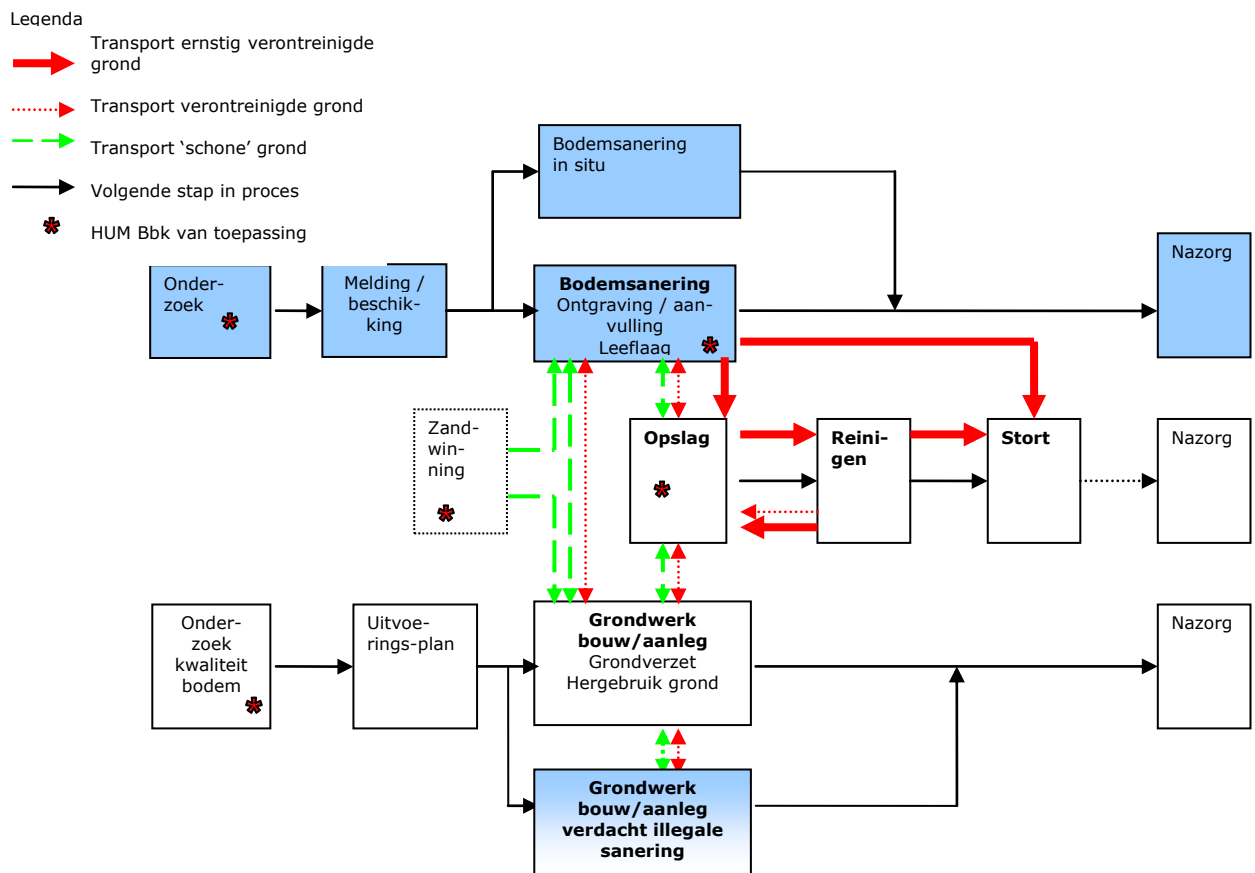 Legenda
Transport ernstig verontreinigde
grond
Transport verontreinigde grond
Transport ‘schone’ grond
Volgende stap in proces
HUM Bbk van toepassing
Bodemsanering
in situ
Onder-
zoek
Melding /
beschik-
king
Bodemsanering
Ontgraving / aan-
vulling
Leeflaag
Nazorg
Zand-
win-
ning
Opslag
Reini-
gen
Stort
Nazorg
Onder-
zoek
kwaliteit
bodem
Uitvoe-
rings-plan
Grondwerk
bouw/aanleg
Grondverzet
Hergebruik grond
Nazorg
Grondwerk
bouw/aanleg
verdacht illegale
sanering